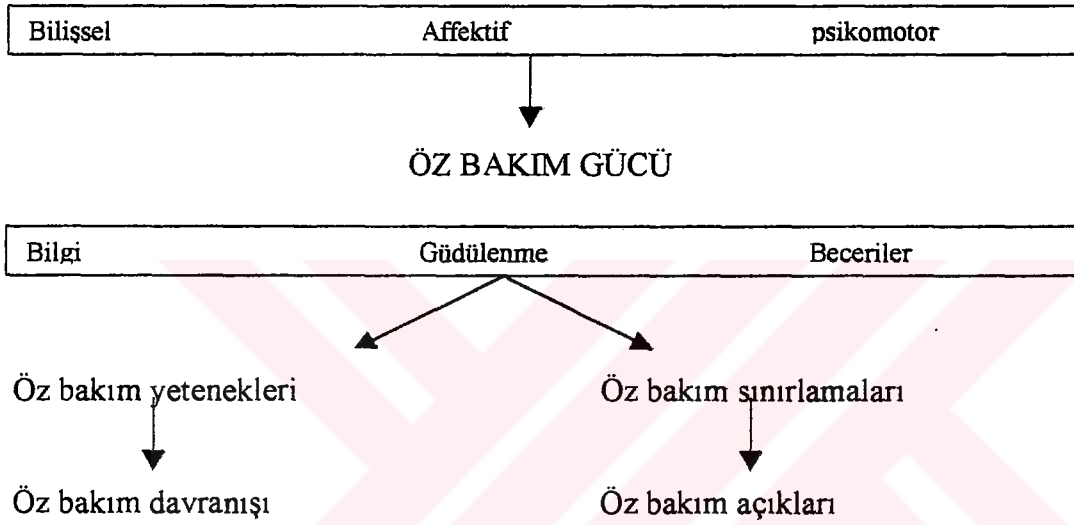 Bilişsel Affektif psikomotor
ÖZ BAKIM GÜCÜ
Bilgi Güdülenme Beceriler
Öz bakım yetenekleri Öz bakım sınırlamaları
Öz bakım davranışı Öz bakım açıkları